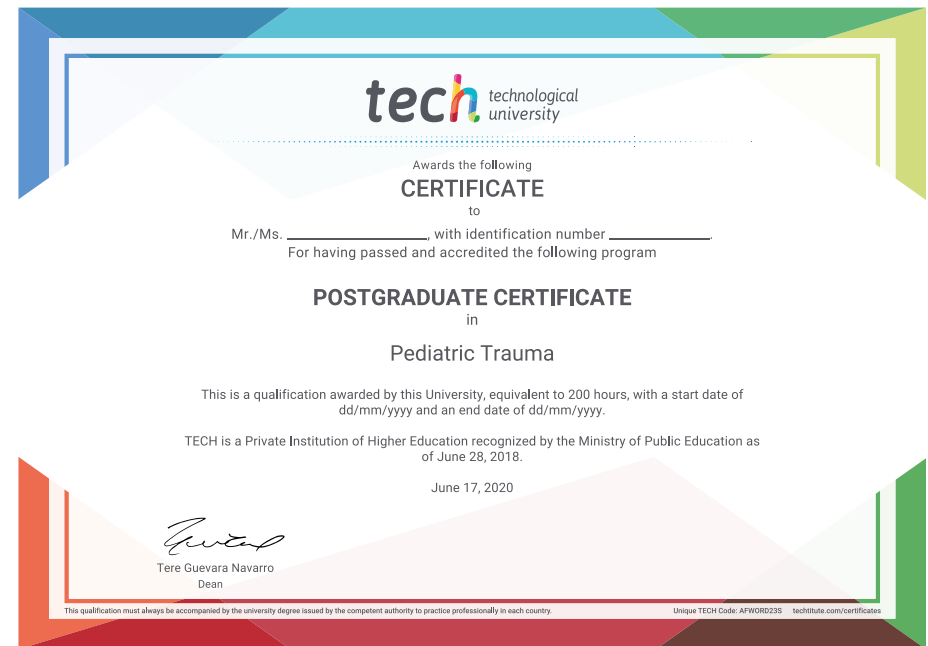 tech technological
university
Awards the following
CERTIFICATE
to
Mr./Ms. ____________________, with identification number ______________.
For having passed and accredited the following program
POSTGRADUATE CERTIFICATE
in
Pediatric Trauma
This is a qualification awarded by this University, equivalent to 200 hours, with a start date of
dd/mm/yyyy and an end date of dd/mm/yyyy.
TECH is a Private Institution of Higher Education recognized by the Ministry of Public Education as
of June 28, 2018.
June 17, 2020
Tere Guevara Navarro
Dean
This qualification must always be accompanied by the university degree issued by the competent authority to practice professionally in each country.
Unique TECH Code: AFWORD23S techtitute.com/certificates